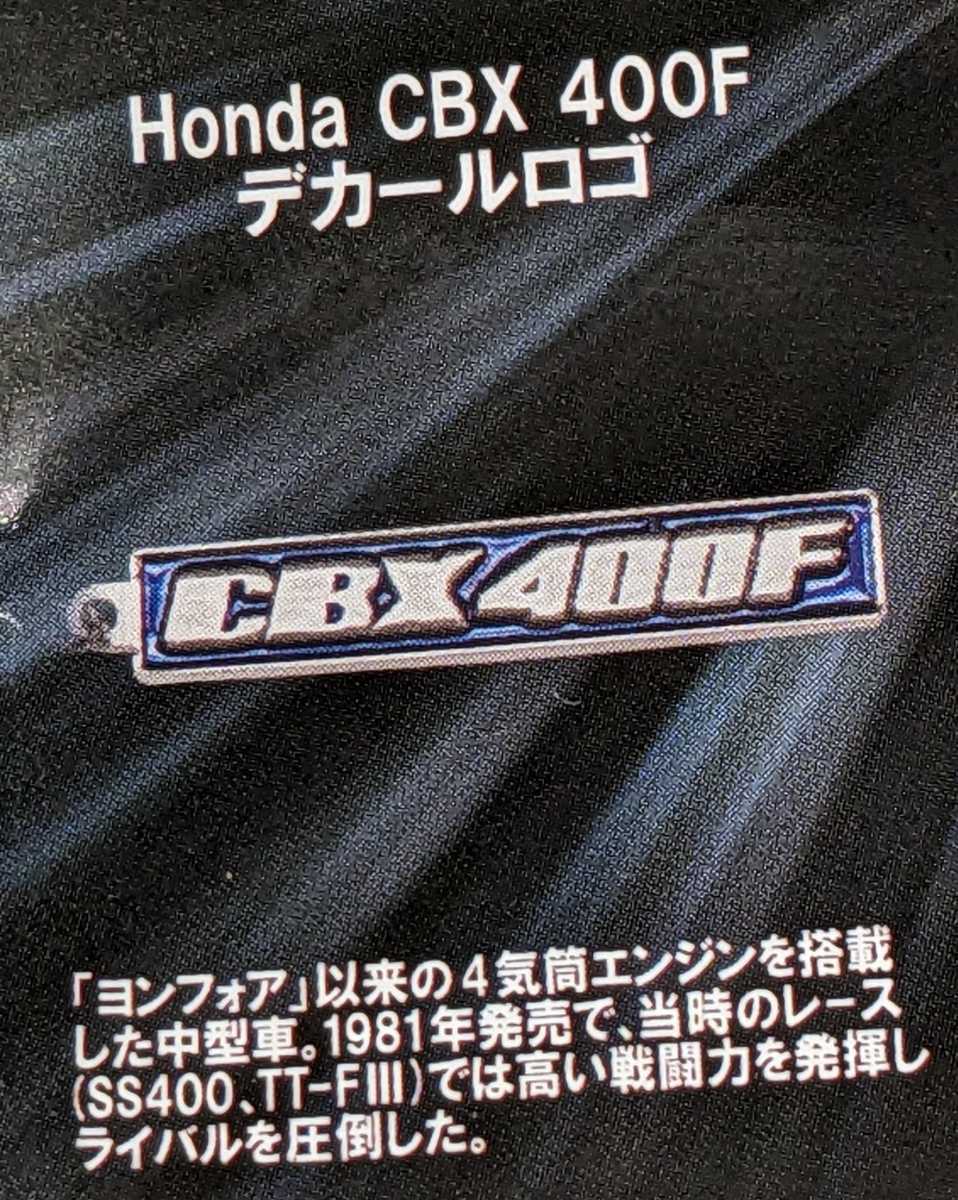 Honda CBX 400F
デカールロゴ
CBX400F
「ヨンフォア」以来の4気筒エンジンを搭載
した中型車。1981年発売で、当時のレース
(SS400、TT-FⅢ)では高い戦闘力を発揮し
ライバルを圧倒した。